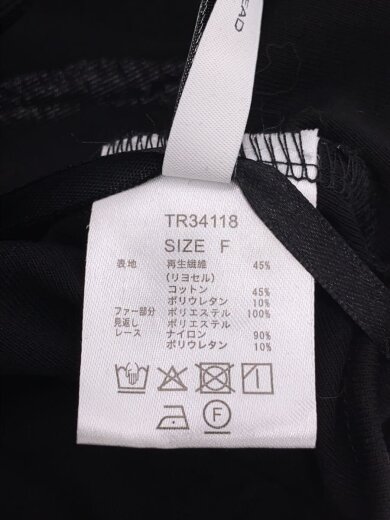 EAD
TR34118
SIZE F
表地 再生繊維 45%
(リヨセル)
コットン 45%
ポリウレタン 10%
ファー部分 ポリエステル 100%
見返し ポリエステル
レース ナイロン 90%
ポリウレタン 10%
F